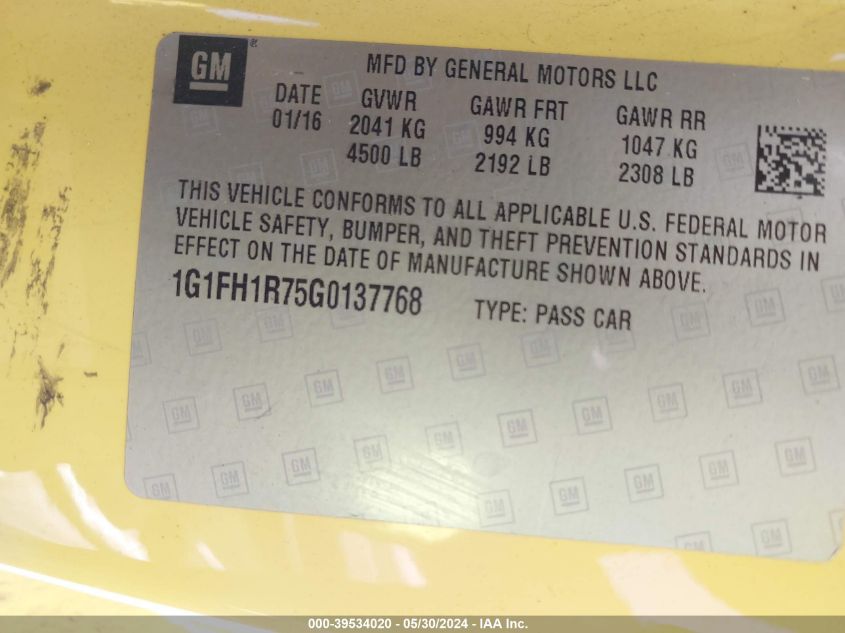 GM®
MFD BY GENERAL MOTORS LLC
DATE GVWR GAWR FRT GAWR RR
01/16 2041 KG 994 KG 1047 KG
4500 LB 2192 LB 2308 LB
THIS VEHICLE CONFORMS TO ALL APPLICABLE U.S. FEDERAL MOTOR
VEHICLE SAFETY, BUMPER, AND THEFT PREVENTION STANDARDS IN
EFFECT ON THE DATE OF MANUFACTURE SHOWN ABOVE.
1G1FH1R75G0137768 TYPE: PASS CAR
000-39534020 - 05/30/2024 - IAA Inc.